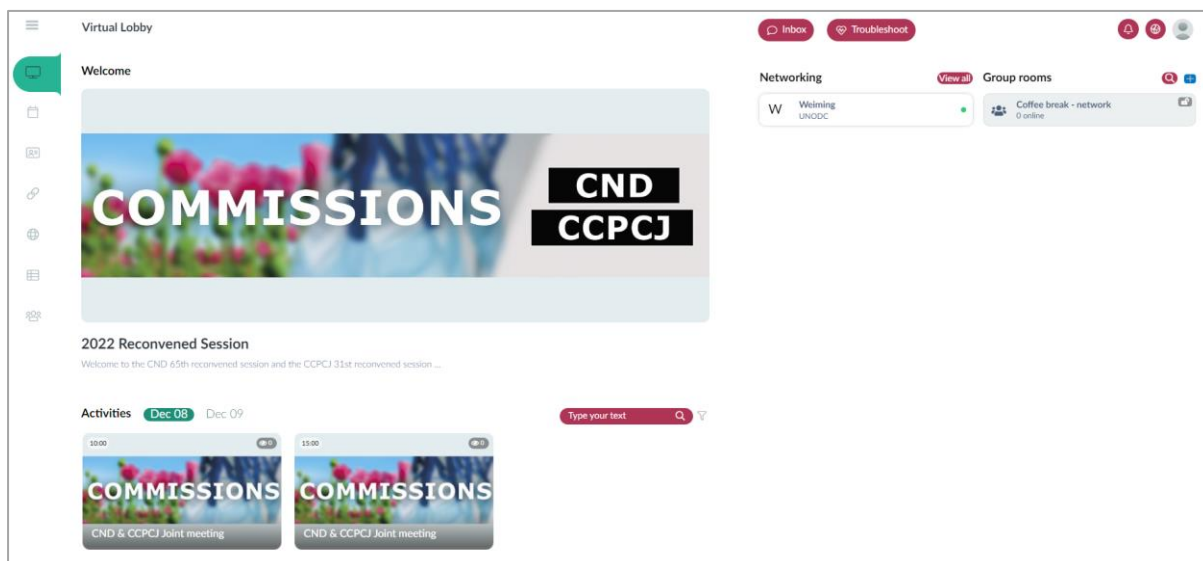 Virtual Lobby
Inbox
Troubleshoot
Welcome
COMMISSIONS
CND
CCPCJ
2022 Reconvened Session
Welcome to the CND 65th reconvened session and the CCPCJ 31st reconvened session ...
Activities
Dec 08
Dec 09
Type your text
10:00
0
COMMISSIONS
CND & CCPCJ Joint meeting
15:00
0
COMMISSIONS
CND & CCPCJ Joint meeting
Networking
View all
W
Weiming
UNODC
Group rooms
Coffee break - network
0 online